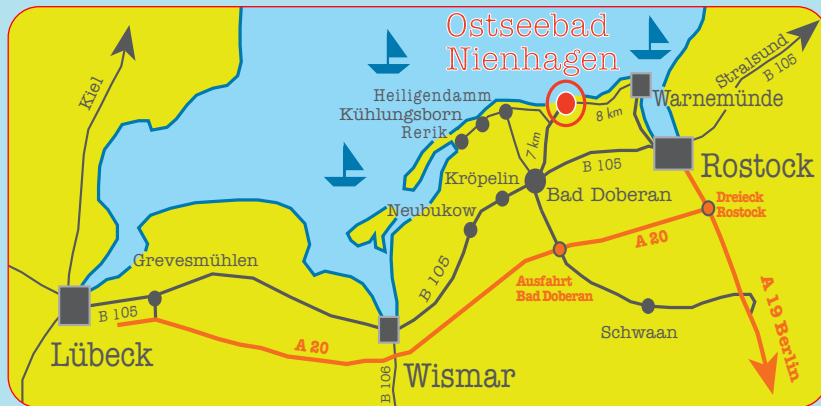 Ostseebad
Nienhagen
Kiel
Stralsund
B 105
Heiligendamm
Kühlungsborn
Rerik
Warnemünde
8 km
7 km
B 105
Rostock
Kröpelin
Bad Doberan
Neubukow
Dreieck
Rostock
A 20
Grevesmühlen
B 105
Ausfahrt
Bad Doberan
A 19 Berlin
B 105
Schwaan
Lübeck
A 20
Wismar
B 106